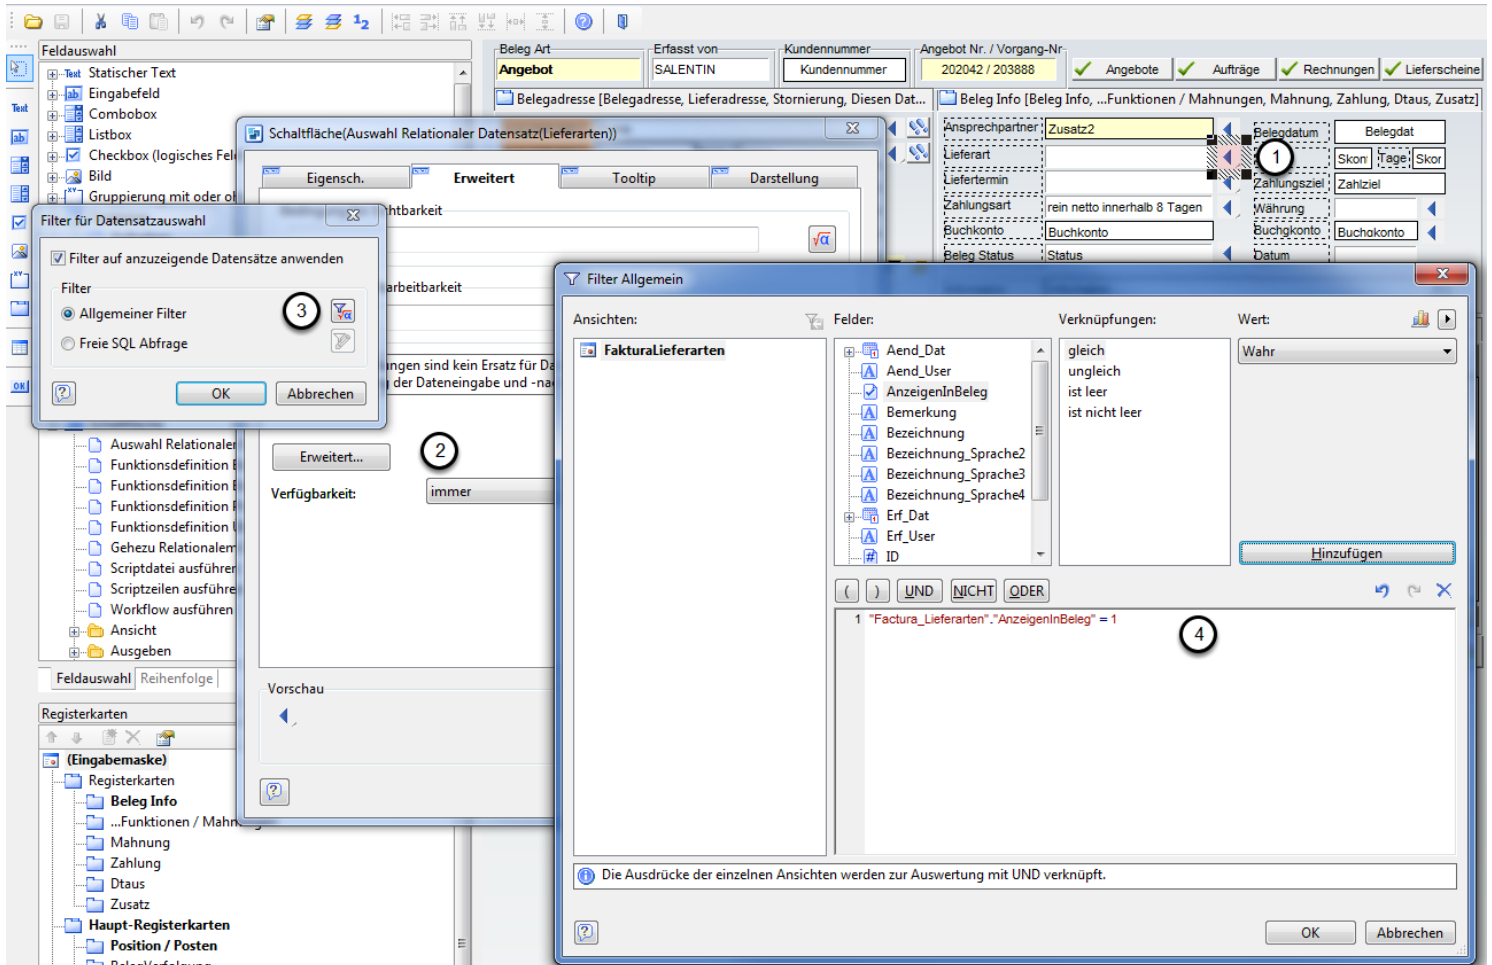 Feldauswahl
Text Statischer Text
ab Eingabefeld
Combobox
Listbox
Checkbox (logisches Fel
Bild
Gruppierung mit oder oh
Text
ab
OK
Beleg Art
Erfasst von
Kundennummer
Angebot Nr. / Vorgang-Nr
Angebot
SALENTIN
Kundennummer
202042 / 203888
Angebote
Aufträge
Rechnungen
Lieferscheine
Belegadresse [Belegadresse, Lieferadresse, Stornierung, Diesen Dat...
Beleg Info [Beleg Info, ...Funktionen / Mahnungen, Mahnung, Zahlung, Dtaus, Zusatz]
Ansprechpartner
Zusatz2
Belegdatum
Belegdat
Lieferart
1
Skon
Tage
Skor
Liefertermin
Zahlungsziel
Zahlziel
Zahlungsart
rein netto innerhalb 8 Tagen
Währung
Buchkonto
Buchkonto
Buchgkonto
Buchgkonto
Beleg Status
Status
Datum
Schaltfläche(Auswahl Relationaler Datensatz(Lieferarten))
Eigensch.
Erweitert
Tooltip
Darstellung
htbarkeit
arbeitbarkeit
ungen sind kein Ersatz für Da
der Dateneingabe und -nac
Erweitert...
2
Verfügbarkeit:
immer
Vorschau
Filter für Datensatzauswahl
Filter auf anzuzeigende Datensätze anwenden
Filter
Allgemeiner Filter
3
Freie SQL Abfrage
OK
Abbrechen
Auswahl Relationaler
Funktionsdefinition E
Funktionsdefinition E
Funktionsdefinition F
Funktionsdefinition U
Gehezu Relationalem
Scriptdatei ausführer
Scriptzeilen ausführe
Workflow ausführen
Ansicht
Ausgeben
Feldauswahl
Reihenfolge
Registerkarten
(Eingabemaske)
Registerkarten
Beleg Info
...Funktionen / Mahn
Mahnung
Zahlung
Dtaus
Zusatz
Haupt-Registerkarten
Position / Posten
Filter Allgemein
Ansichten:
Felder:
Verknüpfungen:
Wert:
FakturaLieferarten
Aend_Dat
Aend_User
AnzeigenInBeleg
Bemerkung
Bezeichnung
Bezeichnung_Sprache2
Bezeichnung_Sprache3
Bezeichnung_Sprache4
Erf_Dat
Erf_User
ID
gleich
ungleich
ist leer
ist nicht leer
Wahr
Hinzufügen
( ) UND NICHT ODER
1 "Factura_Lieferarten"."AnzeigenInBeleg" = 1
4
Die Ausdrücke der einzelnen Ansichten werden zur Auswertung mit UND verknüpft.
OK
Abbrechen